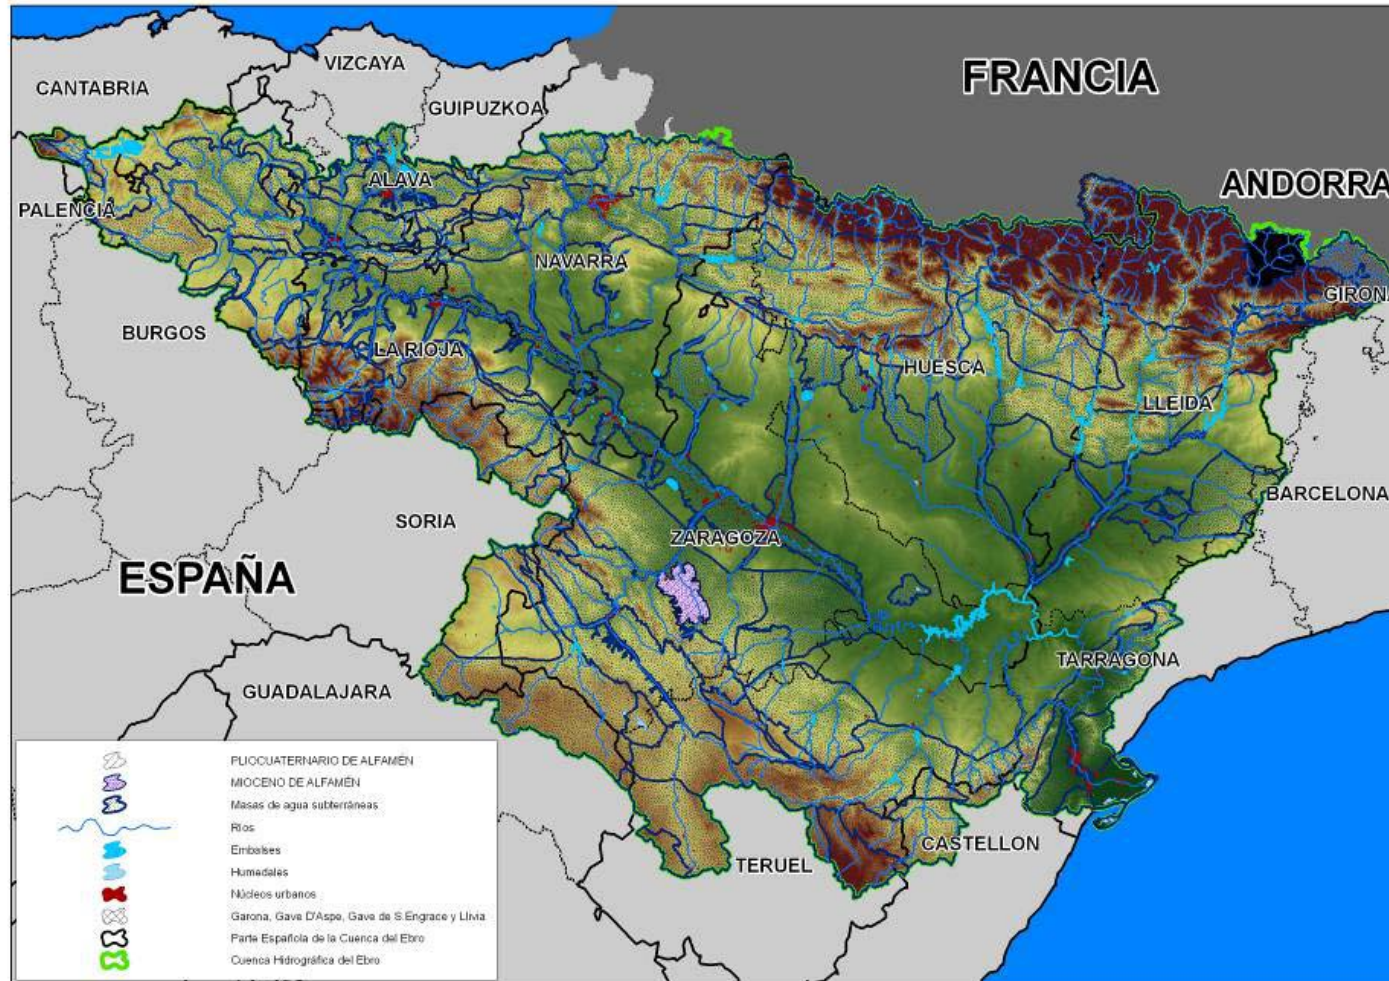 FRANCIA
VIZCAYA
CANTABRIA
GUIPUZKOA
ALAVA
ANDORRA
PALENCIA
NAVARRA
GIRON
BURGOS
LA RIOJA
HUESCA
LLEIDA
BARCELONA
SORIA
ZARAGOZA
ESPAÑA
TARRAGONA
GUADALAJARA
CASTELLON
TERUEL
PLIOCUATERNARIO DE ALFAMÉN
MIOCENO DE ALFAMÉN
Masas de agua subterráneas
Ríos
Embalses
Humedales
Núcleos urbanos
Garona, Gave D'Aspe, Gave de S.Engrace y Llivia
Parte Española de la Cuenca del Ebro
Cuenca Hidrográfica del Ebro